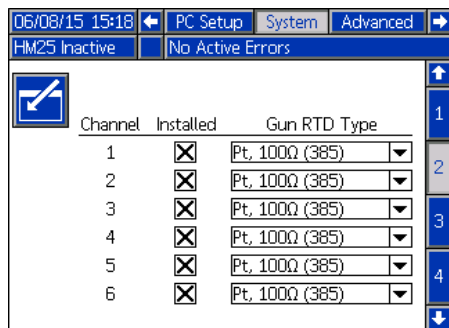 06/08/15 15:18 PC Setup System Advanced
HM25 Inactive No Active Errors
Channel Installed Gun RTD Type
1 Pt, 100Ω (385)
2 Pt, 100Ω (385)
3 Pt, 100Ω (385)
4 Pt, 100Ω (385)
5 Pt, 100Ω (385)
6 Pt, 100Ω (385)
1
2
3
4